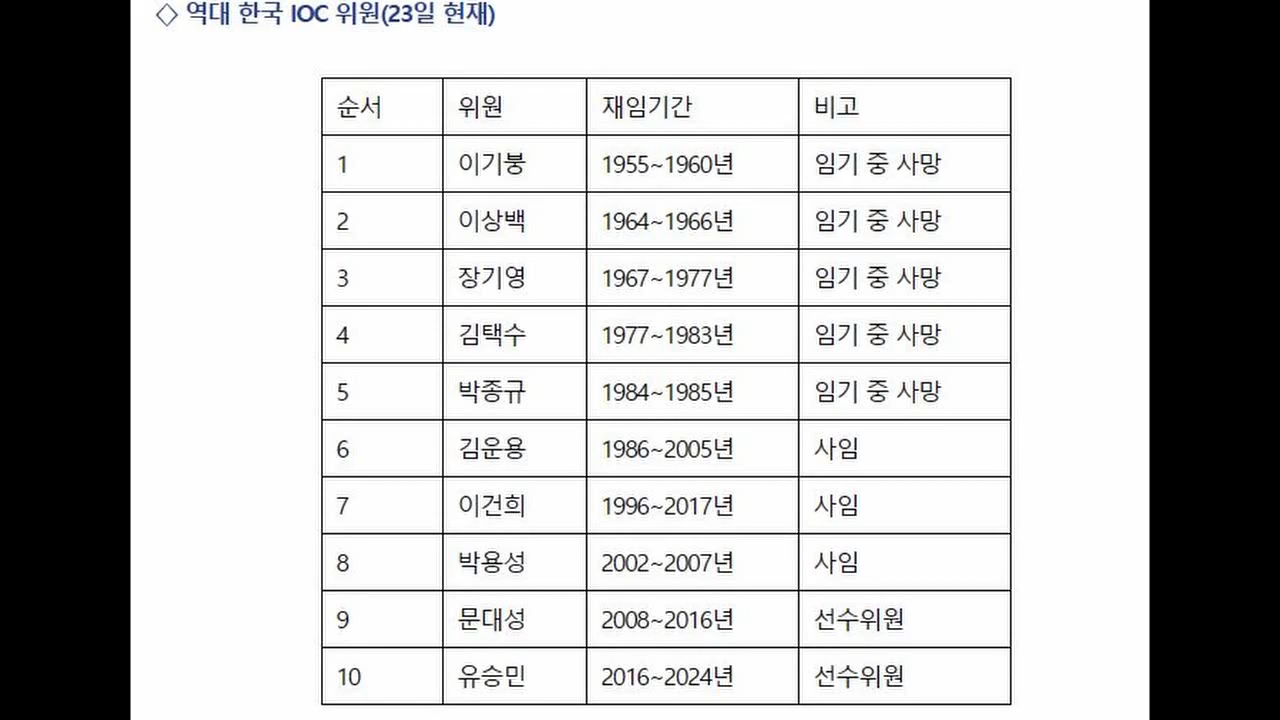 ◇ 역대 한국 IOC 위원(23일 현재)
순서 위원 재임기간 비고
1 이기붕 1955~1960년 임기 중 사망
2 이상백 1964~1966년 임기 중 사망
3 장기영 1967~1977년 임기 중 사망
4 김택수 1977~1983년 임기 중 사망
5 박종규 1984~1985년 임기 중 사망
6 김운용 1986~2005년 사임
7 이건희 1996~2017년 사임
8 박용성 2002~2007년 사임
9 문대성 2008~2016년 선수위원
10 유승민 2016~2024년 선수위원